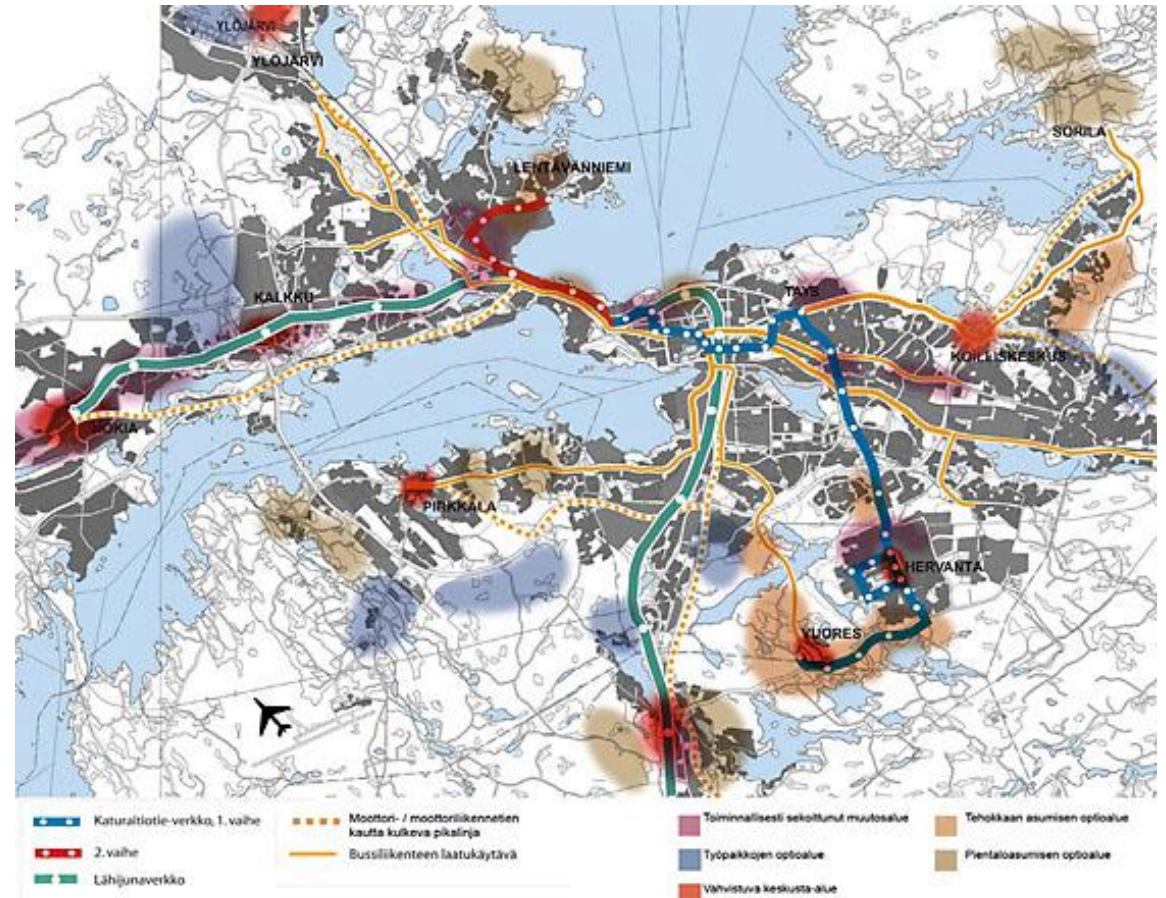 YLÖJÄRVI
YLÖJÄRVI
SORILA
LENTÄVÄNNIEMI
KALKKU
TAYS
KOILLISKESKUS
NOKIA
PIRKKALA
HERVANTA
VUORES
Katuraitiotie-verkko, 1. vaihe
2. vaihe
Lähijunaverkko
Moottori- / moottoriliikennetien
kautta kulkeva pikalinja
Bussiliikenteen laatukäytävä
Toiminnallisesti sekoittunut muutosalue
Työpaikkojen optioalue
Vahvistuva keskusta-alue
Tehokkaan asumisen optioalue
Pientaloasumisen optioalue